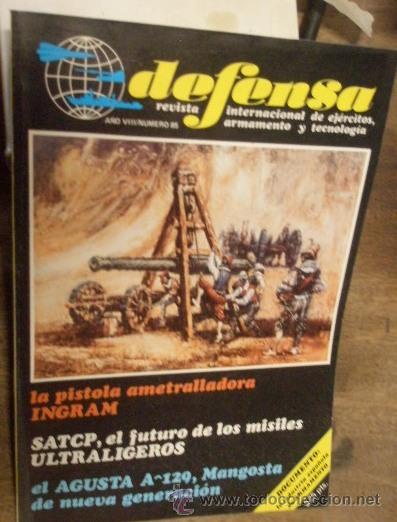 defensa
revista internacional de ejércitos,
armamento y tecnología
AÑO VIII/NUMERO 85
la pistola ametralladora
INGRAM
SATCP, el futuro de los misiles
ULTRALIGEROS
el AGUSTA A-129, Mangosta
de nueva generación
DOCUMENTO:
española
todocoleccion.net